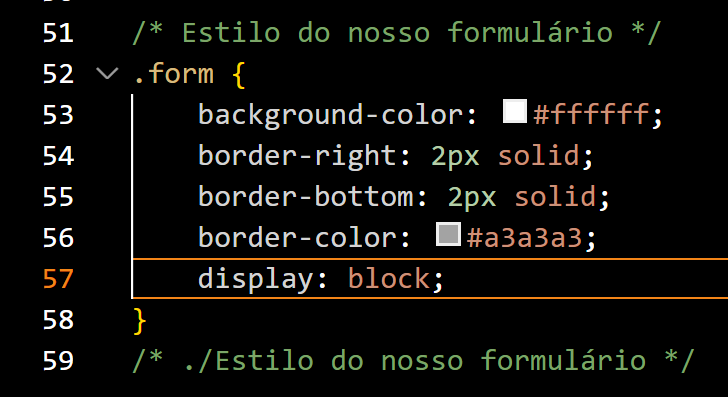 51 /* Estilo do nosso formulário */
52 .form {
53 background-color: #ffffff;
54 border-right: 2px solid;
55 border-bottom: 2px solid;
56 border-color: #a3a3a3;
57 display: block;
58 }
59 /* ./Estilo do nosso formulário */